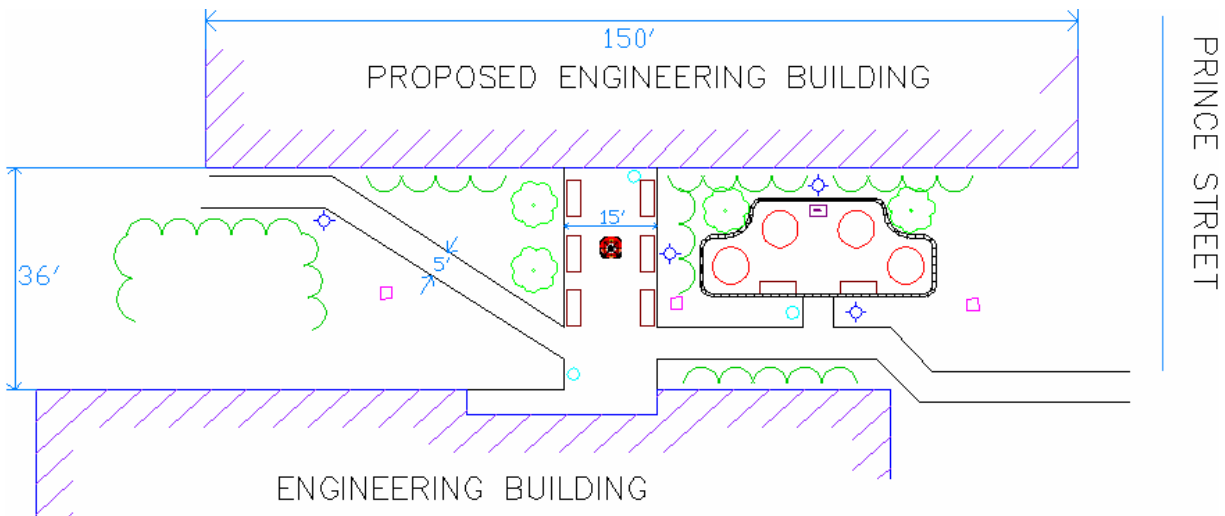 150'
PROPOSED ENGINEERING BUILDING
PRINCE STREET
15'
5'
36'
ENGINEERING BUILDING